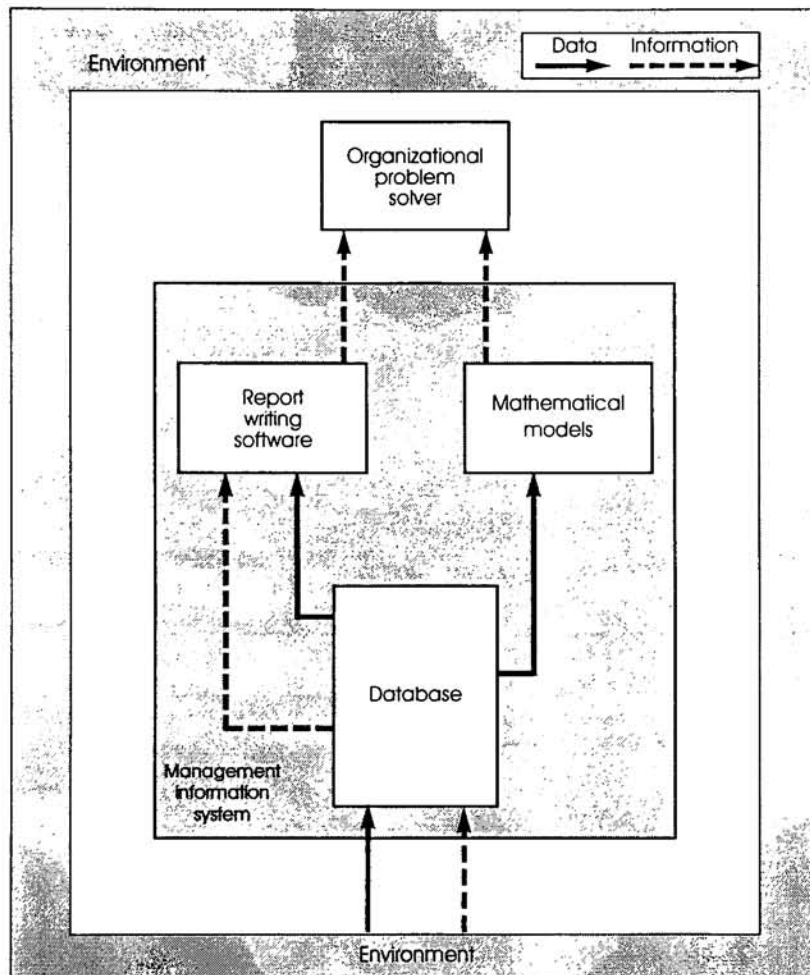 Environment
Data Information
Organizational
problem
solver
Report
writing
software
Mathematical
models
Database
Management
information
system
Environment